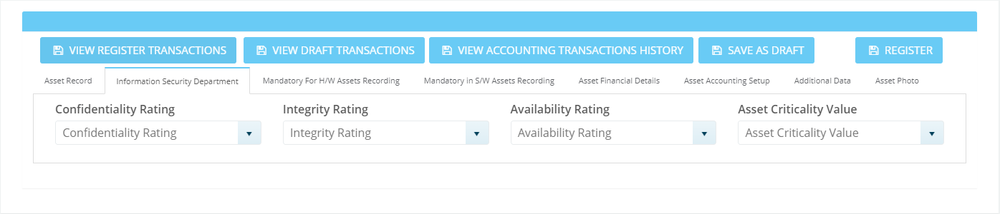 VIEW REGISTER TRANSACTIONS VIEW DRAFT TRANSACTIONS VIEW ACCOUNTING TRANSACTIONS HISTORY SAVE AS DRAFT REGISTER
Asset Record Information Security Department Mandatory For H/W Assets Recording Mandatory in S/W Assets Recording Asset Financial Details Asset Accounting Setup Additional Data Asset Photo
Confidentiality Rating Integrity Rating Availability Rating Asset Criticality Value
Confidentiality Rating Integrity Rating Availability Rating Asset Criticality Value